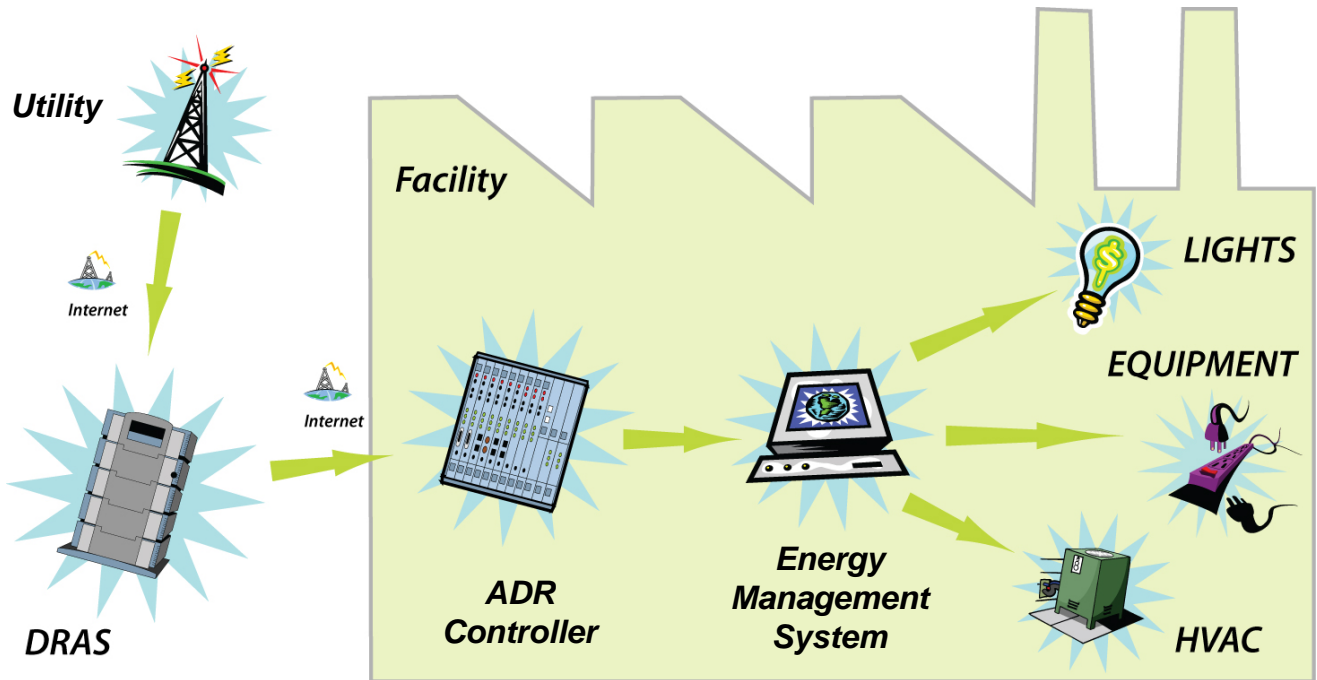 Utility
Internet
DRAS
Internet
Facility
ADR
Controller
Energy
Management
System
LIGHTS
EQUIPMENT
HVAC